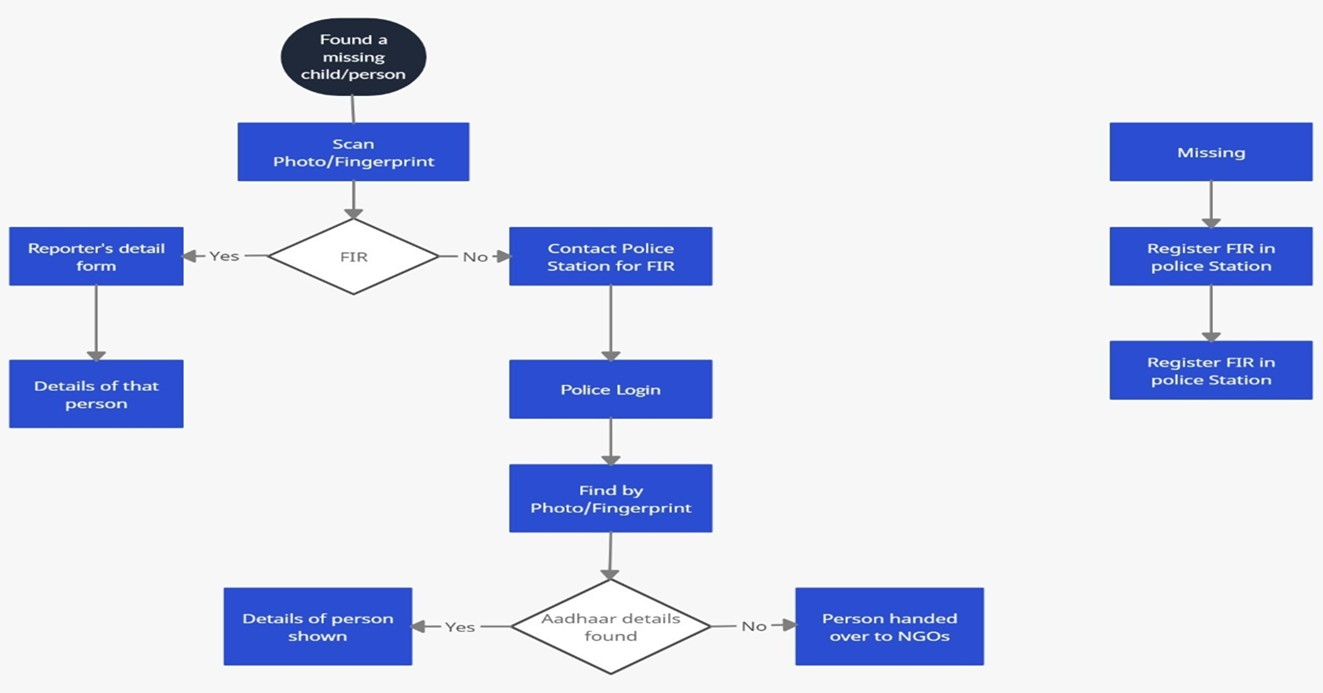 Found a
missing
child/person
Scan
Photo/Fingerprint
Missing
Reporter's detail
form
Yes
FIR
No
Contact Police
Station for FIR
Register FIR in
police Station
Details of that
person
Police Login
Register FIR in
police Station
Find by
Photo/Fingerprint
Details of person
shown
Yes
Aadhaar details
found
No
Person handed
over to NGOs